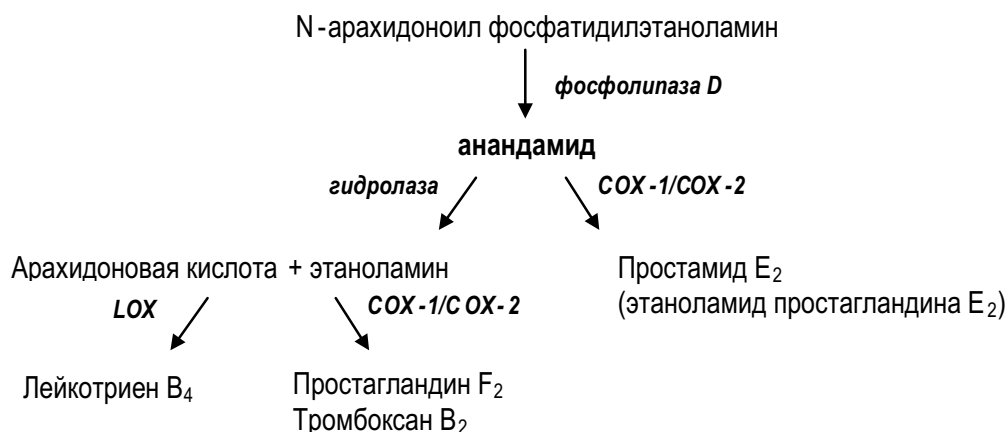 N-арахидоноил фосфатидилэтаноламин
фосфолипаза D
анандамид
гидролаза
COX-1/COX-2
Арахидоновая кислота + этаноламин
Простамид E2
(этаноламид простагландина E2)
LOX
COX-1/COX-2
Лейкотриен B4
Простагландин F2
Тромбоксан B2